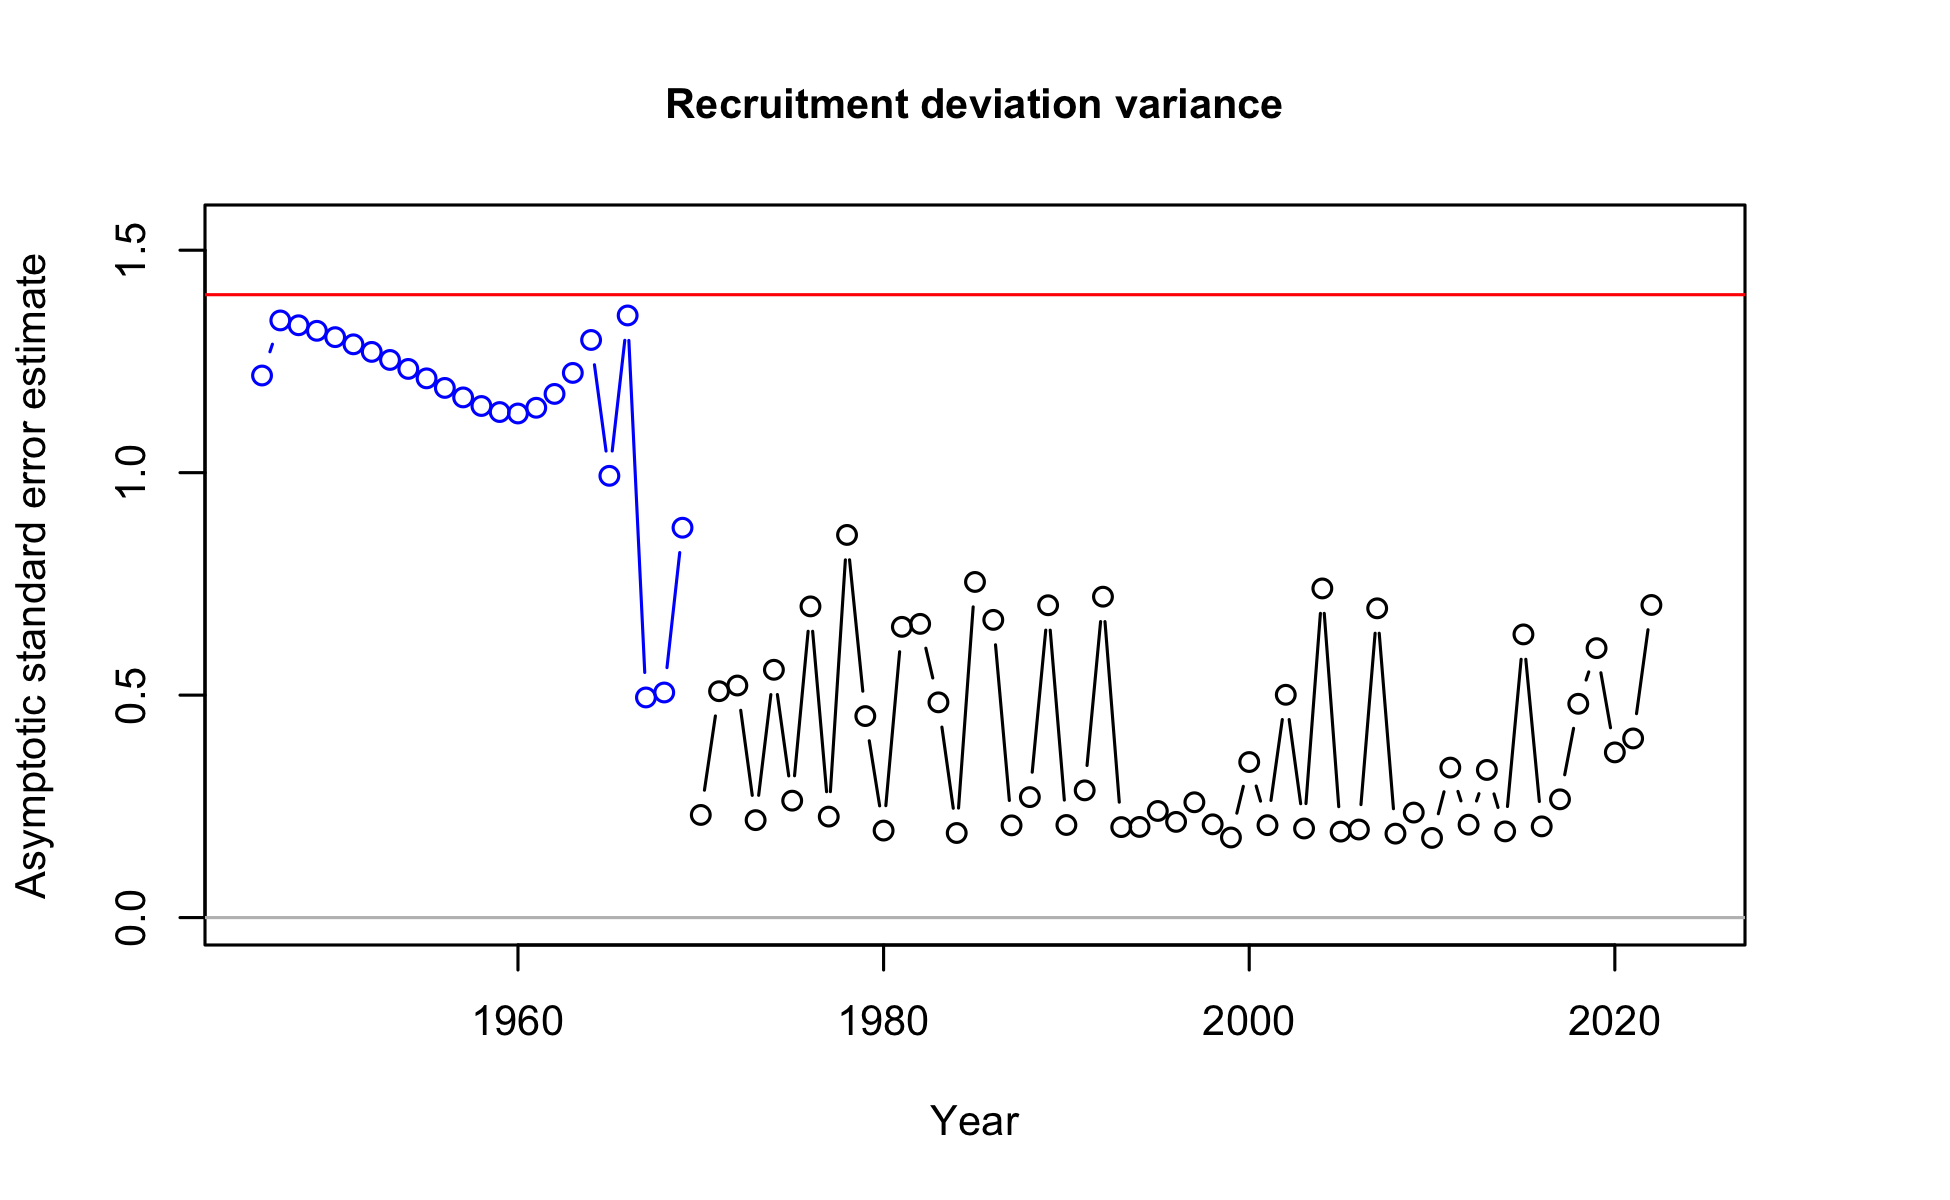 Recruitment deviation variance
Asymptotic standard error estimate
1.5
1.0
0.5
0.0
1960 1980 2000 2020
Year